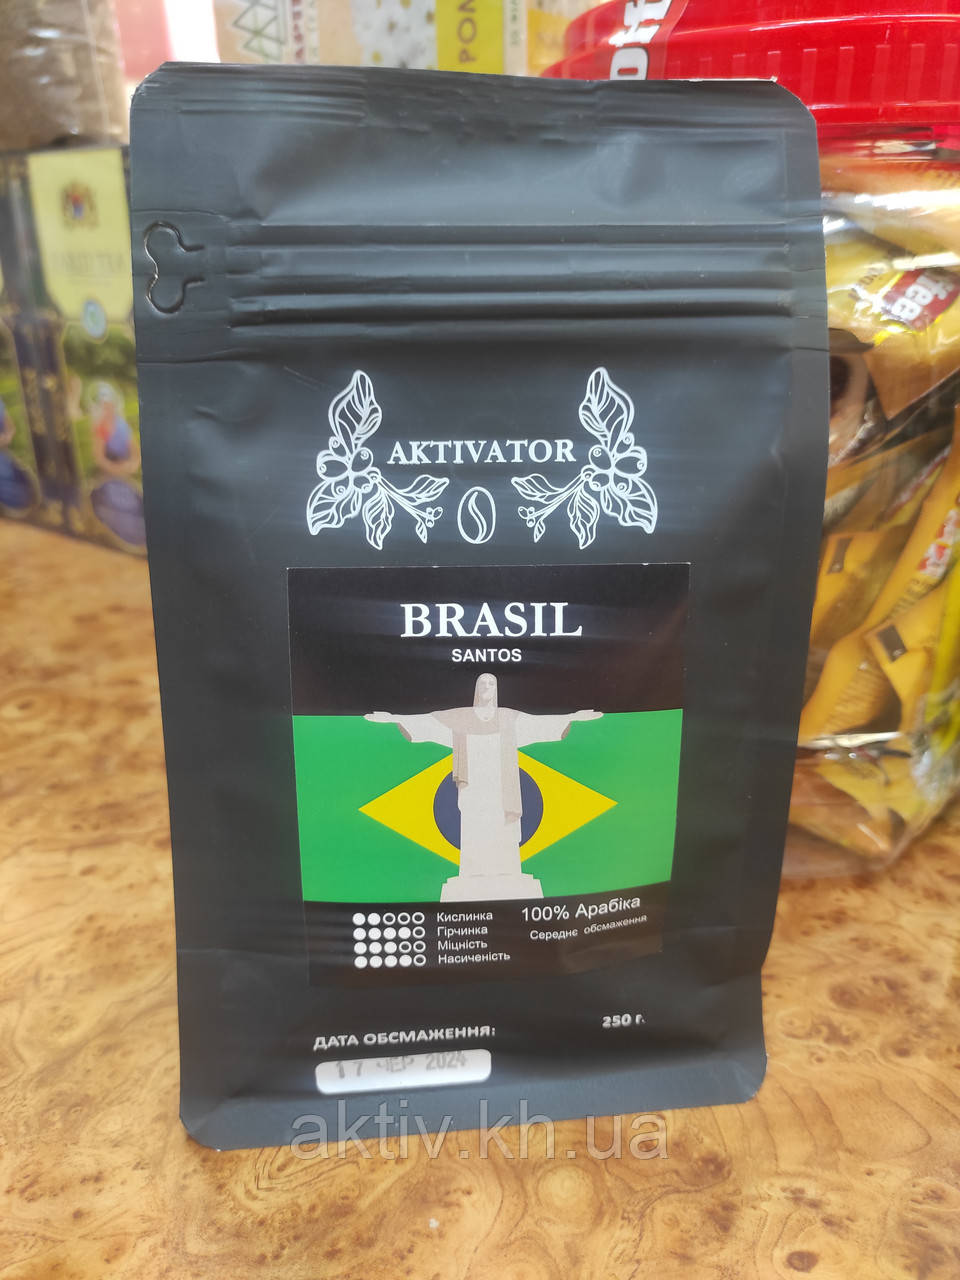 AKTIVATOR
BRASIL
SANTOS
Кислинка
Гірчинка
Міцність
Насиченість
100% Арабіка
Середнє обсмаження
250 г.
ДАТА ОБСМАЖЕННЯ:
17 ЧЕР 2024
aktiv.kh.ua